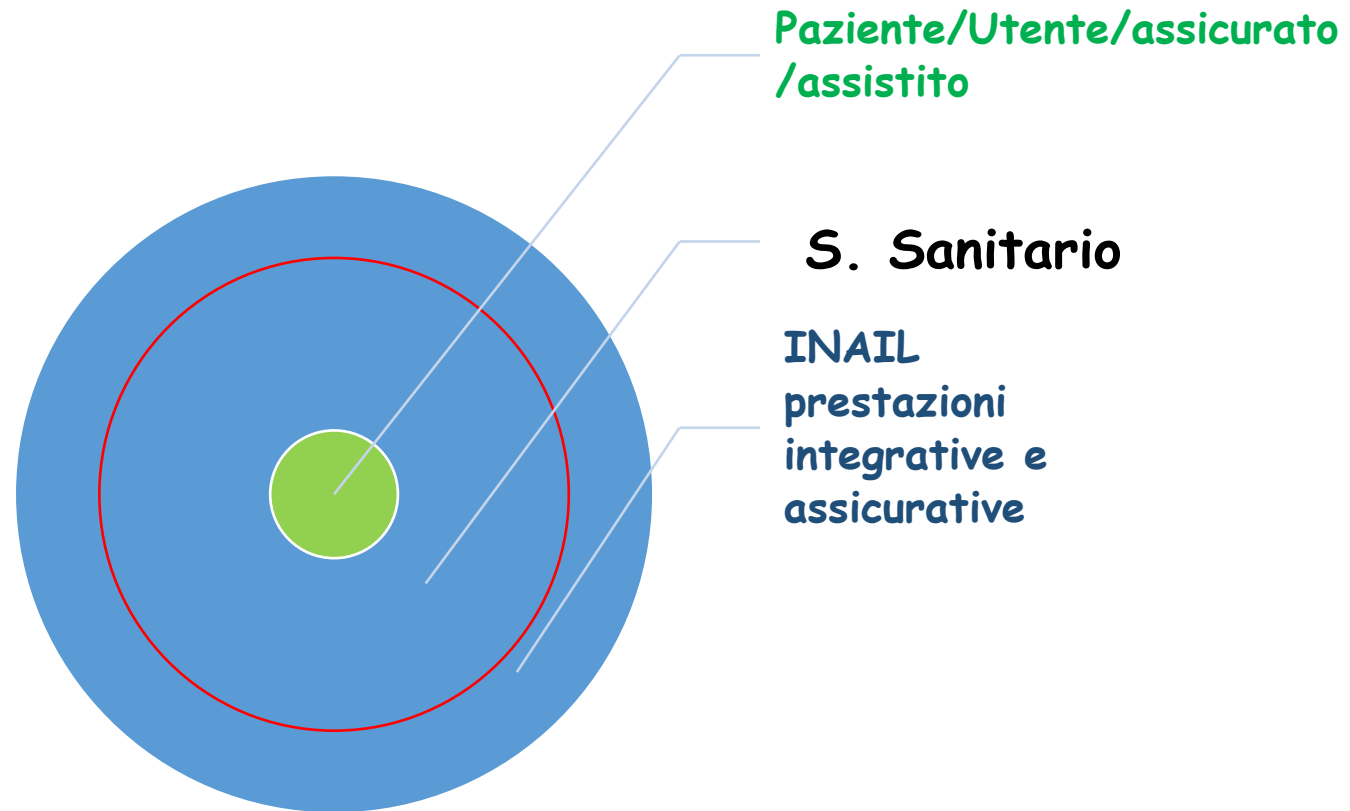 Paziente/Utente/assicurato
/assistito
S. Sanitario
INAIL
prestazioni
integrative e
assicurative